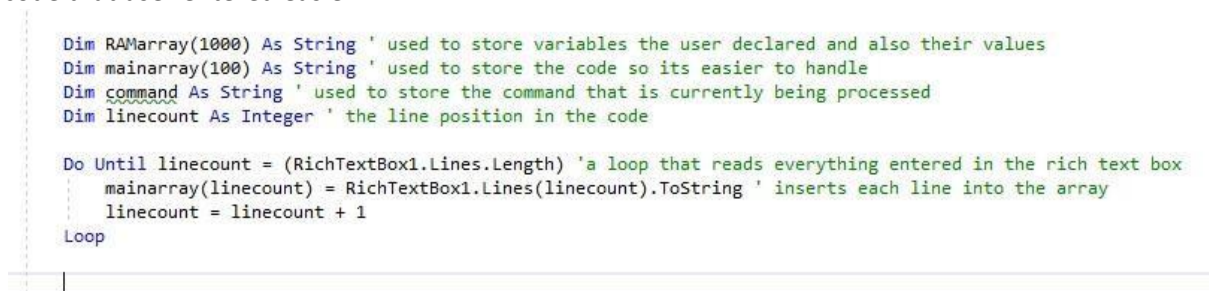 Dim RAMarray(1000) As String ' used to store variables the user declared and also their values
Dim mainarray(100) As String ' used to store the code so its easier to handle
Dim command As String ' used to store the command that is currently being processed
Dim linecount As Integer ' the line position in the code
Do Until linecount = (RichTextBox1.Lines.Length) 'a loop that reads everything entered in the rich text box
mainarray(linecount) = RichTextBox1.Lines(linecount).ToString ' inserts each line into the array
linecount = linecount + 1
Loop